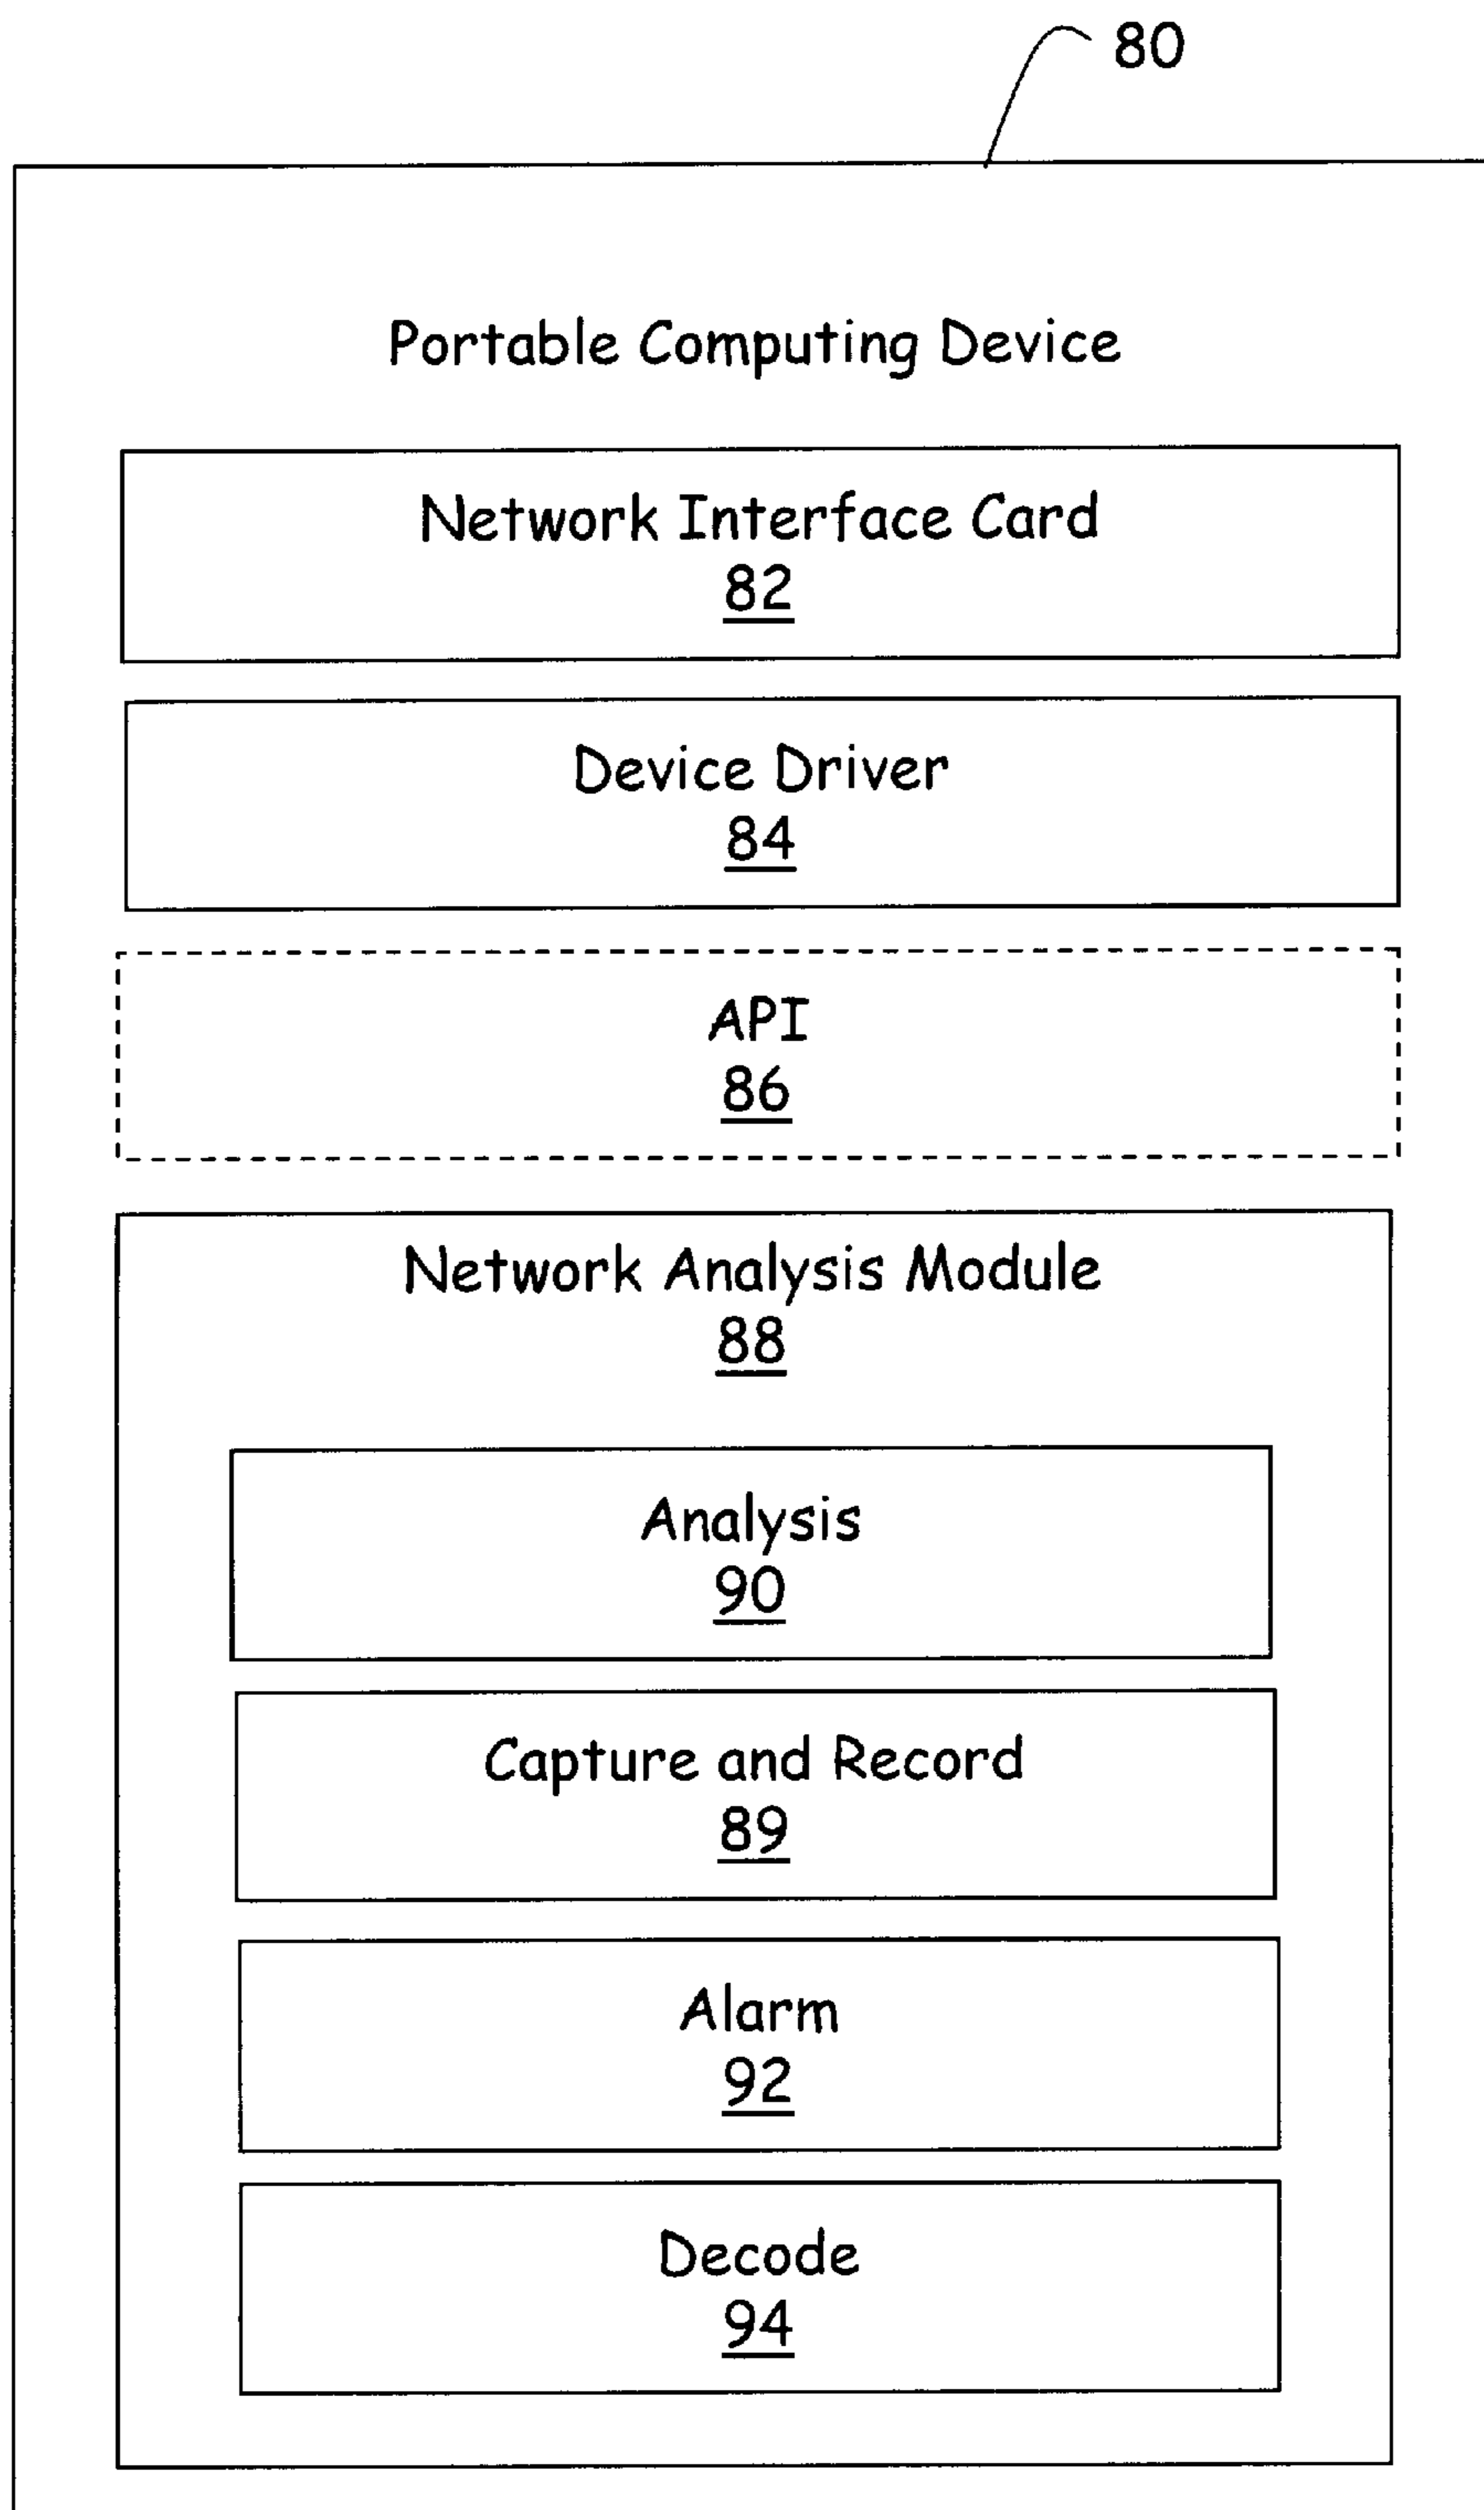 80
Portable Computing Device
Network Interface Card
82
Device Driver
84
API
86
Network Analysis Module
88
Analysis
90
Capture and Record
89
Alarm
92
Decode
94